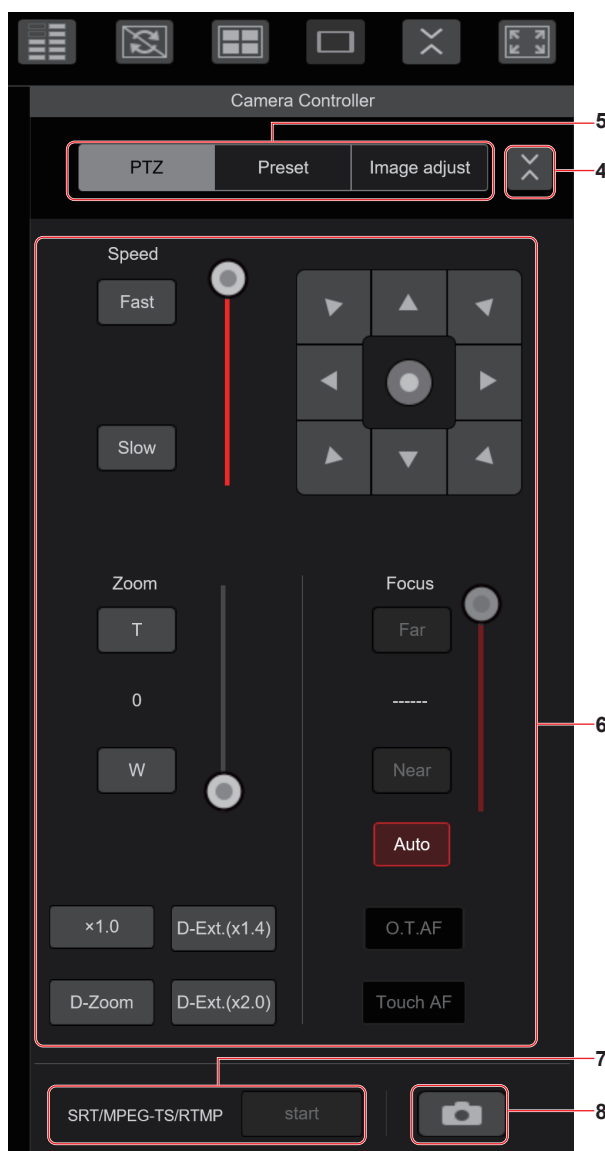 Camera Controller
5
PTZ Preset Image adjust
4
Speed
Fast
Slow
Zoom Focus
T Far
0 ------
6
W Near
Auto
×1.0 D-Ext.(x1.4) O.T.AF
D-Zoom D-Ext.(x2.0) Touch AF
7
SRT/MPEG-TS/RTMP start
8